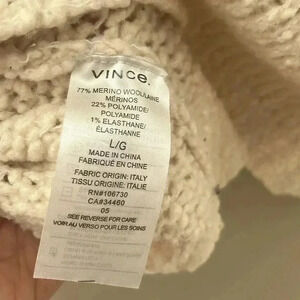 VINCE.
77% MERINO WOOL/LAINE
MÉRINOS
22% POLYAMIDE/
POLYAMIDE
1% ELASTHANE/
ÉLASTHANNE
L/G
MADE IN CHINA
FABRIQUÉ EN CHINE
FABRIC ORIGIN: ITALY
TISSU ORIGINE: ITALIE
RN#106730
CA#34460
05
SEE REVERSE FOR CARE
VOIR AU VERSO POUR LES SOINS